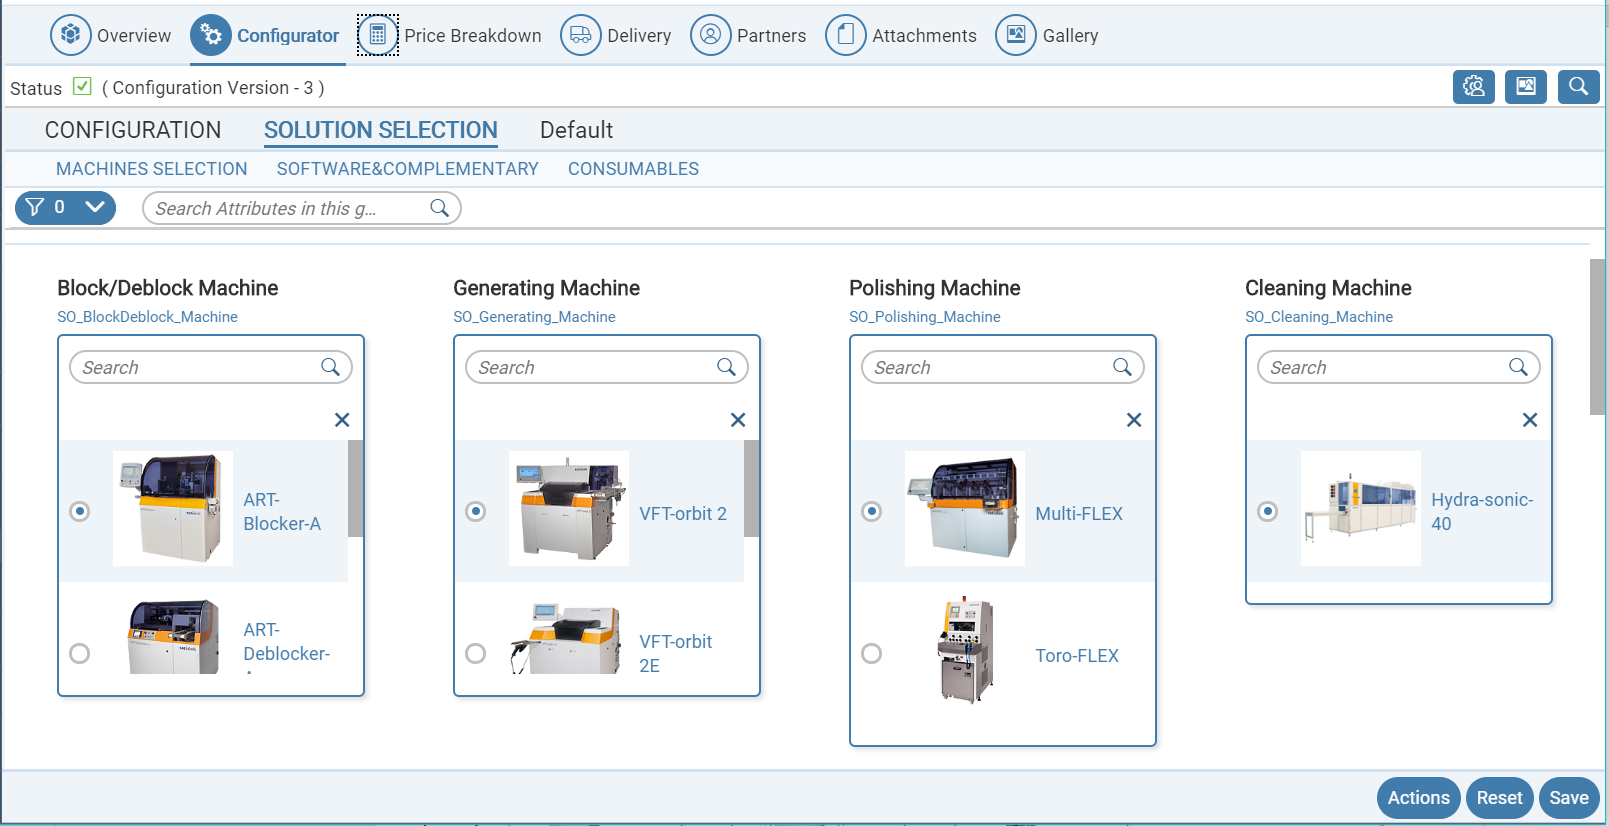 Overview Configurator Price Breakdown Delivery Partners Attachments Gallery
Status ( Configuration Version - 3 )
CONFIGURATION SOLUTION SELECTION Default
MACHINES SELECTION SOFTWARE&COMPLEMENTARY CONSUMABLES
0 Search Attributes in this g...
Block/Deblock Machine
SO_BlockDeblock_Machine
Search
ART-
Blocker-A
ART-
Deblocker-
Generating Machine
SO_Generating_Machine
Search
VFT-orbit 2
VFT-orbit
2E
Polishing Machine
SO_Polishing_Machine
Search
Multi-FLEX
Toro-FLEX
Cleaning Machine
SO_Cleaning_Machine
Search
Hydra-sonic-
40
Actions Reset Save